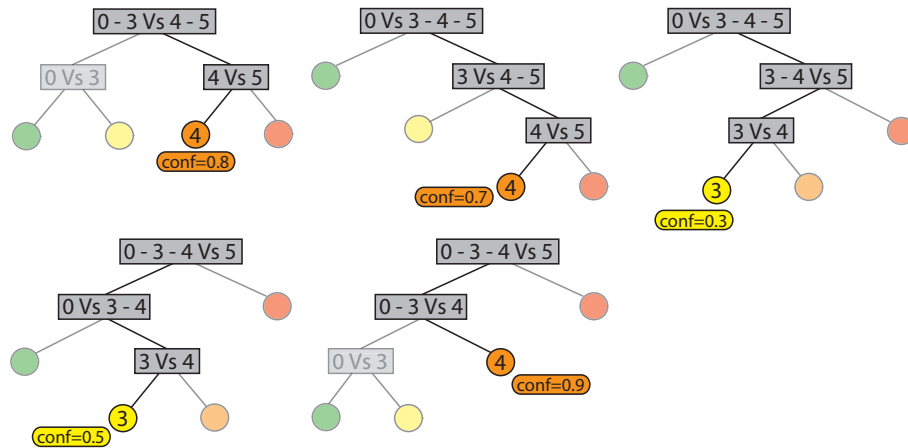 0 - 3 Vs 4 - 5
0 Vs 3
4 Vs 5
4
conf=0.8
0 Vs 3 - 4 - 5
3 Vs 4 - 5
4 Vs 5
4
conf=0.7
0 Vs 3 - 4 - 5
3 - 4 Vs 5
3 Vs 4
3
conf=0.3
0 - 3 - 4 Vs 5
0 Vs 3 - 4
3 Vs 4
3
conf=0.5
0 - 3 - 4 Vs 5
0 - 3 Vs 4
0 Vs 3
4
conf=0.9